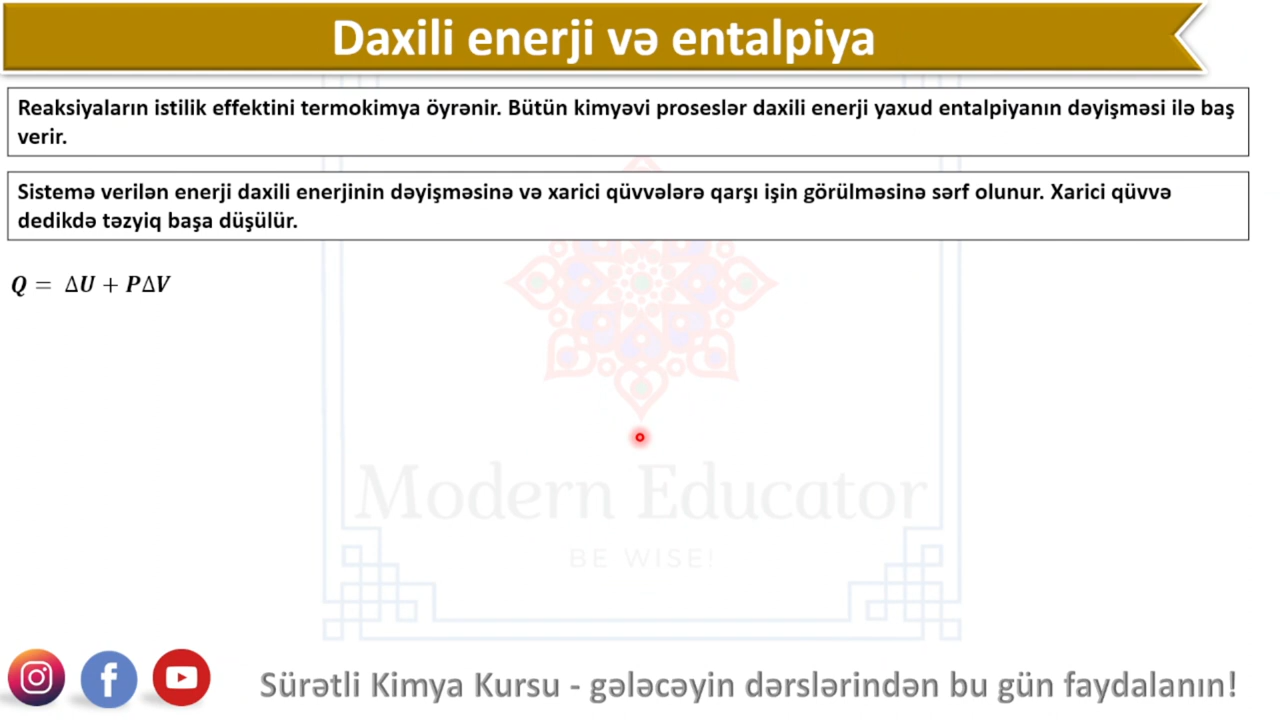 Daxili enerji və entalpiya
Reaksiyaların istilik effektini termokimya öyrənir. Bütün kimyəvi proseslər daxili enerji yaxud entalpiyanın dəyişməsi ilə baş
verir.
Sistemə verilən enerji daxili enerjinin dəyişməsinə və xarici qüvvələrə qarşı işin görülməsinə sərf olunur. Xarici qüvvə
dedikdə təzyiq başa düşülür.
Q = ΔU + PΔV
Modern Educator
BE WISE!
Sürətli Kimya Kursu - gələcəyin dərslərindən bu gün faydalanın!